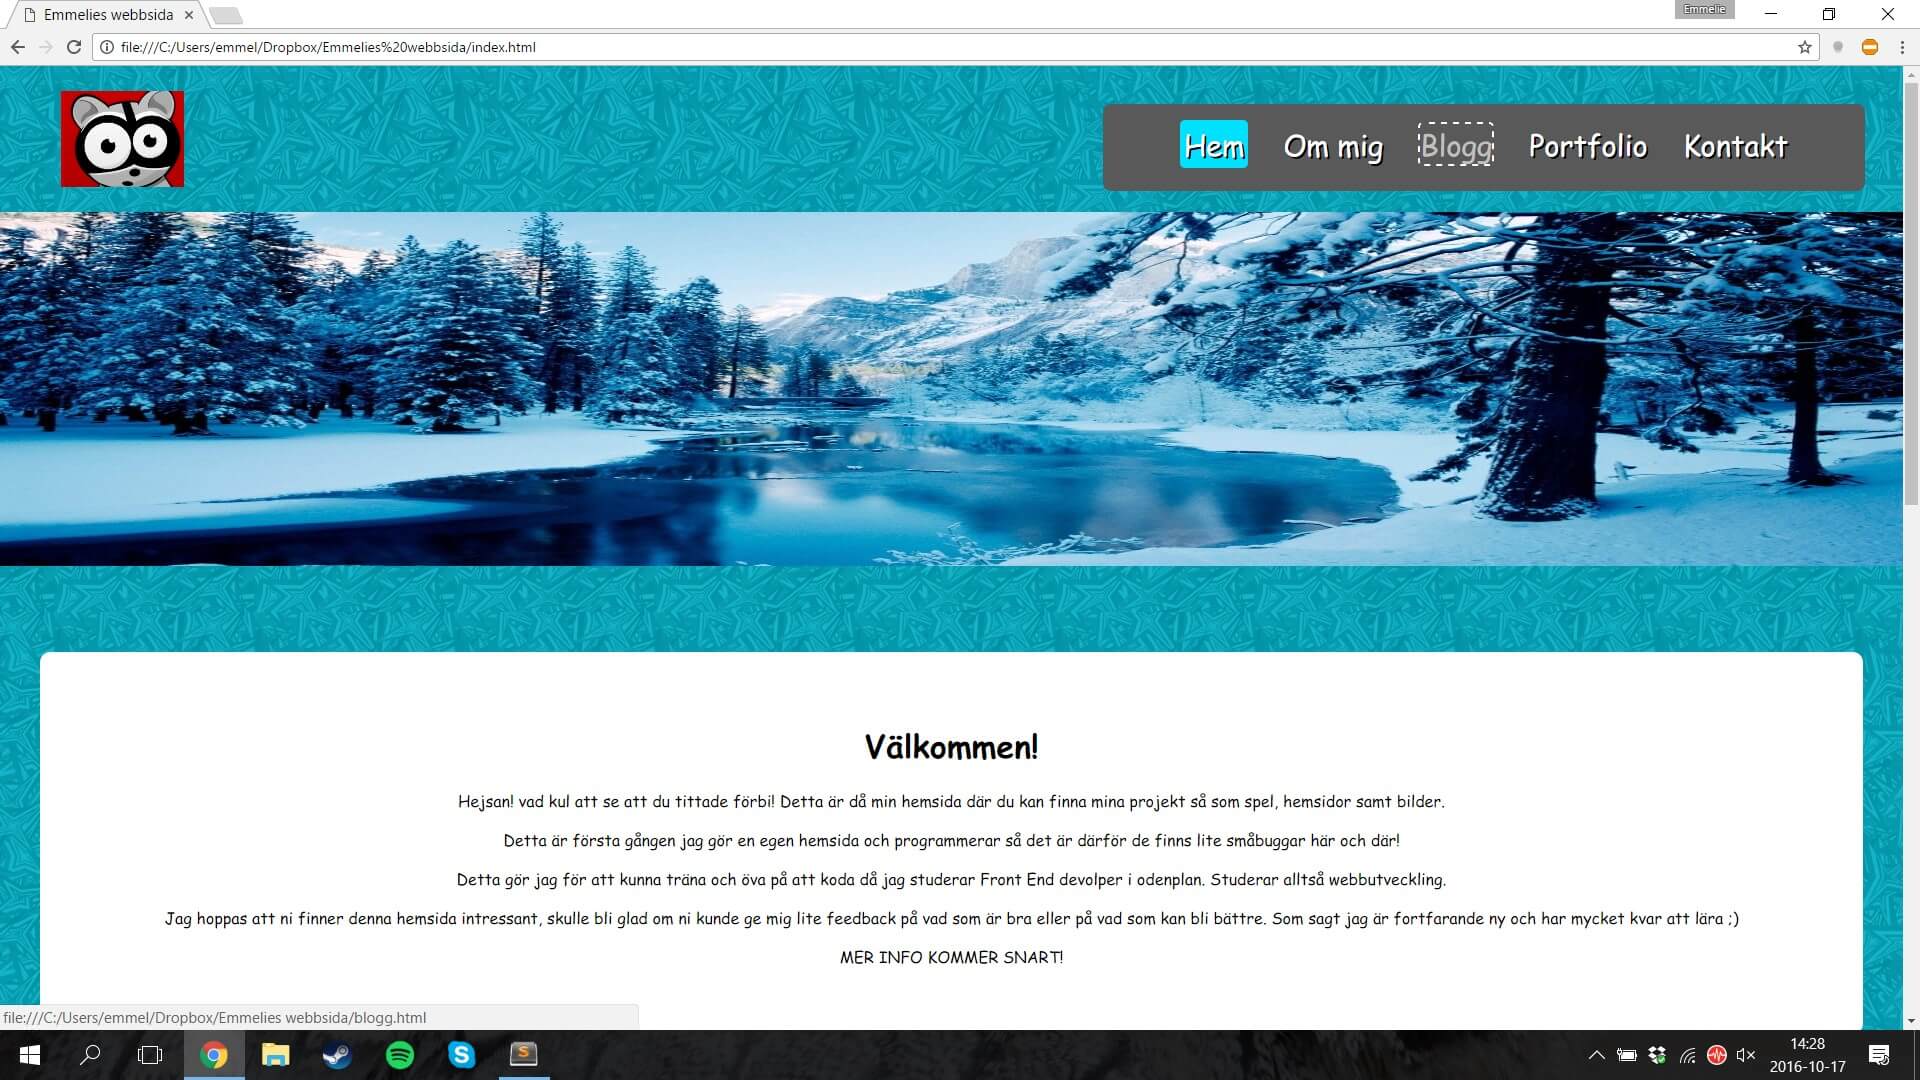 Emmelies webbsida
Emmelie
file:///C:/Users/emmel/Dropbox/Emmelies%20webbsida/index.html
Hem Om mig Blogg Portfolio Kontakt
Välkommen!
Hejsan! vad kul att se att du tittade förbi! Detta är då min hemsida där du kan finna mina projekt så som spel, hemsidor samt bilder.
Detta är första gången jag gör en egen hemsida och programmerar så det är därför de finns lite småbuggar här och där!
Detta gör jag för att kunna träna och öva på att koda då jag studerar Front End devolper i odenplan. Studerar alltså webbutveckling.
Jag hoppas att ni finner denna hemsida intressant, skulle bli glad om ni kunde ge mig lite feedback på vad som är bra eller på vad som kan bli bättre. Som sagt jag är fortfarande ny och har mycket kvar att lära ;)
MER INFO KOMMER SNART!
file:///C:/Users/emmel/Dropbox/Emmelies webbsida/blogg.html
14:28
2016-10-17